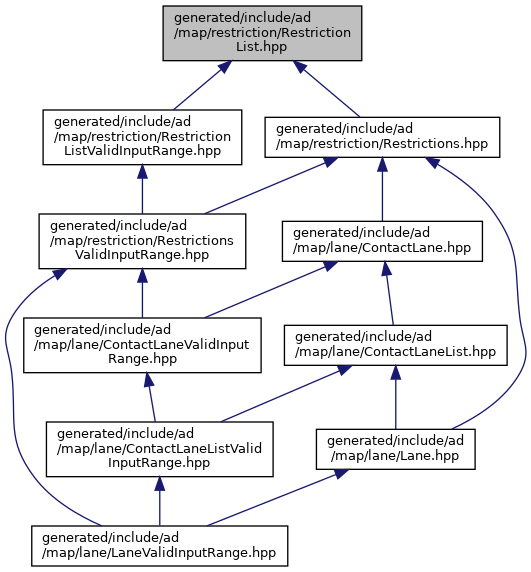 generated/include/ad
/map/restriction/Restriction
List.hpp
generated/include/ad
/map/restriction/Restriction
ListValidInputRange.hpp
generated/include/ad
/map/restriction/Restrictions.hpp
generated/include/ad
/map/restriction/Restrictions
ValidInputRange.hpp
generated/include/ad
/map/lane/ContactLane.hpp
generated/include/ad
/map/lane/ContactLaneValidInput
Range.hpp
generated/include/ad
/map/lane/ContactLaneList.hpp
generated/include/ad
/map/lane/ContactLaneListValid
InputRange.hpp
generated/include/ad
/map/lane/Lane.hpp
generated/include/ad
/map/lane/LaneValidInputRange.hpp